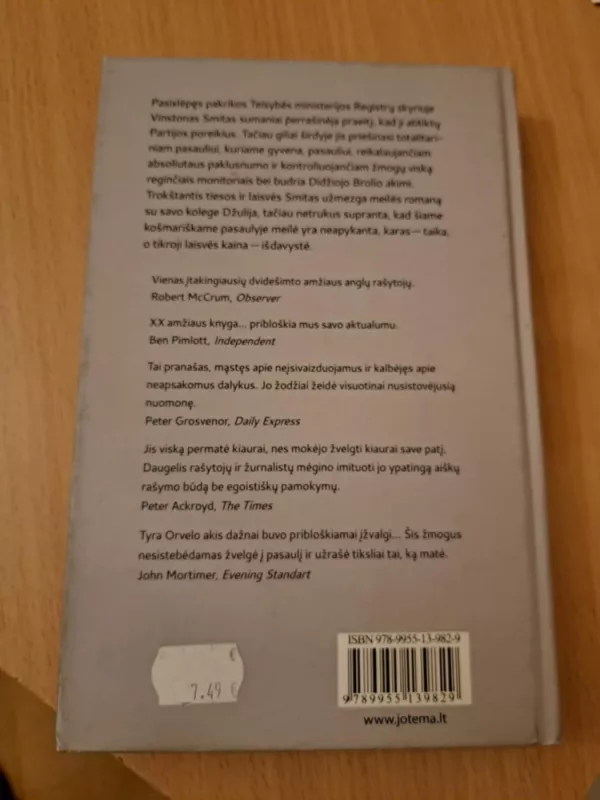 Pasislėpęs pakrikos Teisybės ministerijos Registrų skyriuje
Vinstonas Smitas sumaniai perrašinėja praeitį, kad ji atitiktų
Partijos poreikius. Tačiau giliai širdyje jis priešinasi totalitari-
niam pasauliui, kuriame gyvena, pasauliui, reikalaujančiam
absoliutaus paklusnumo ir kontroliuojančiam žmogų viską
reginčiais monitoriais bei budria Didžiojo Brolio akimi.
Trokštantis tiesos ir laisvės Smitas užmezga meilės romaną
su savo kolege Džulija, tačiau netrukus supranta, kad šiame
košmariškame pasaulyje meilė yra neapykanta, karas — taika,
o tikroji laisvės kaina — išdavystė.
Vienas įtakingiausių dvidešimto amžiaus anglų rašytojų.
Robert McCrum, Observer
XX amžiaus knyga... pribloškia mus savo aktualumu.
Ben Pimlott, Independent
Tai pranašas, mąstęs apie neįsivaizduojamus ir kalbėjęs apie
neapsakomus dalykus. Jo žodžiai žeidė visuotinai nusistovėjusią
nuomonę.
Peter Grosvenor, Daily Express
Jis viską permatė kiaurai, nes mokėjo žvelgti kiaurai save patį.
Daugelis rašytojų ir žurnalistų mėgino imituoti jo ypatingą aiškų
rašymo būdą be egoistiškų pamokymų.
Peter Ackroyd, The Times
Tyra Orvelo akis dažnai buvo pribloškiamai įžvalgi... Šis žmogus
nesistebėdamas žvelgė į pasaulį ir užrašė tiksliai tai, ką matė.
John Mortimer, Evening Standart
€
7.49 €
ISBN 978-9955-13-982-9
9 789955 139829
www.jotema.lt